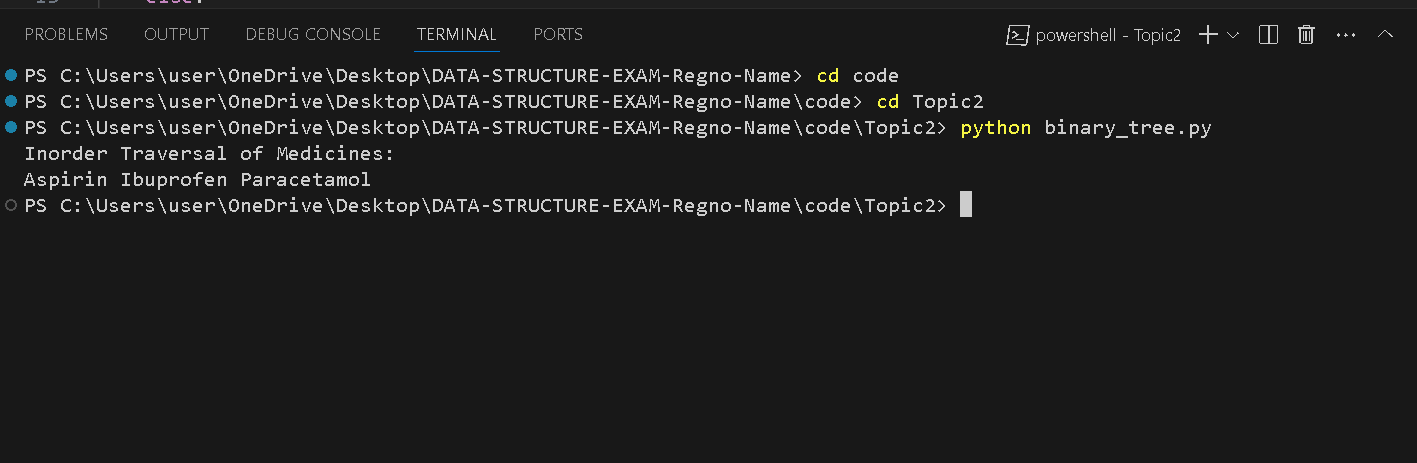 PROBLEMS OUTPUT DEBUG CONSOLE TERMINAL PORTS powershell - Topic2
PS C:\Users\user\OneDrive\Desktop\DATA-STRUCTURE-EXAM-Regno-Name> cd code
PS C:\Users\user\OneDrive\Desktop\DATA-STRUCTURE-EXAM-Regno-Name\code> cd Topic2
PS C:\Users\user\OneDrive\Desktop\DATA-STRUCTURE-EXAM-Regno-Name\code\Topic2> python binary_tree.py
Inorder Traversal of Medicines:
Aspirin Ibuprofen Paracetamol
PS C:\Users\user\OneDrive\Desktop\DATA-STRUCTURE-EXAM-Regno-Name\code\Topic2>